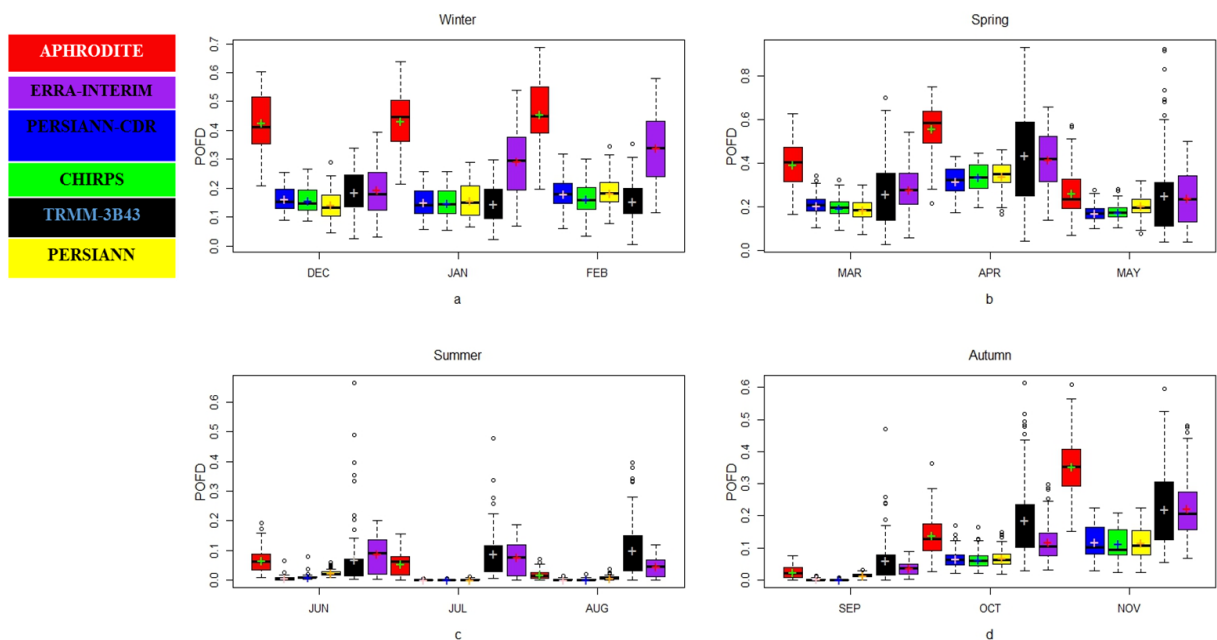 APHRODITE
ERRA-INTERIM
PERSIANN-CDR
CHIRPS
TRMM-3B43
PERSIANN
Winter
POFD
0.7
0.6
0.5
0.4
0.3
0.2
0.1
0.0
DEC JAN FEB
a
Spring
POFD
0.8
0.6
0.4
0.2
0.0
MAR APR MAY
b
Summer
POFD
0.6
0.5
0.4
0.3
0.2
0.1
0.0
JUN JUL AUG
c
Autumn
POFD
0.6
0.5
0.4
0.3
0.2
0.1
0.0
SEP OCT NOV
d